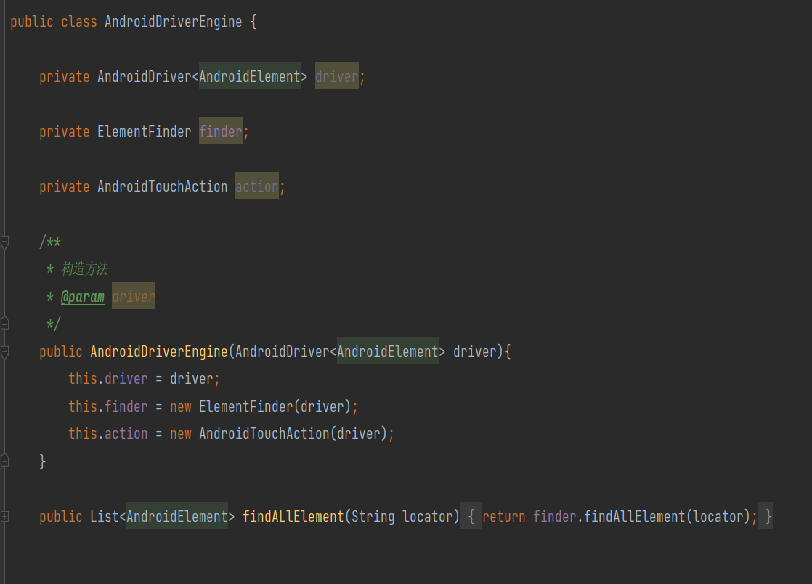 public class AndroidDriverEngine {
private AndroidDriver<AndroidElement> driver;
private ElementFinder finder;
private AndroidTouchAction action;
/**
* 构造方法
* @param driver
*/
public AndroidDriverEngine(AndroidDriver<AndroidElement> driver){
this.driver = driver;
this.finder = new ElementFinder(driver);
this.action = new AndroidTouchAction(driver);
}
public List<AndroidElement> findALlElement(String locator) { return finder.findAllElement(locator); }